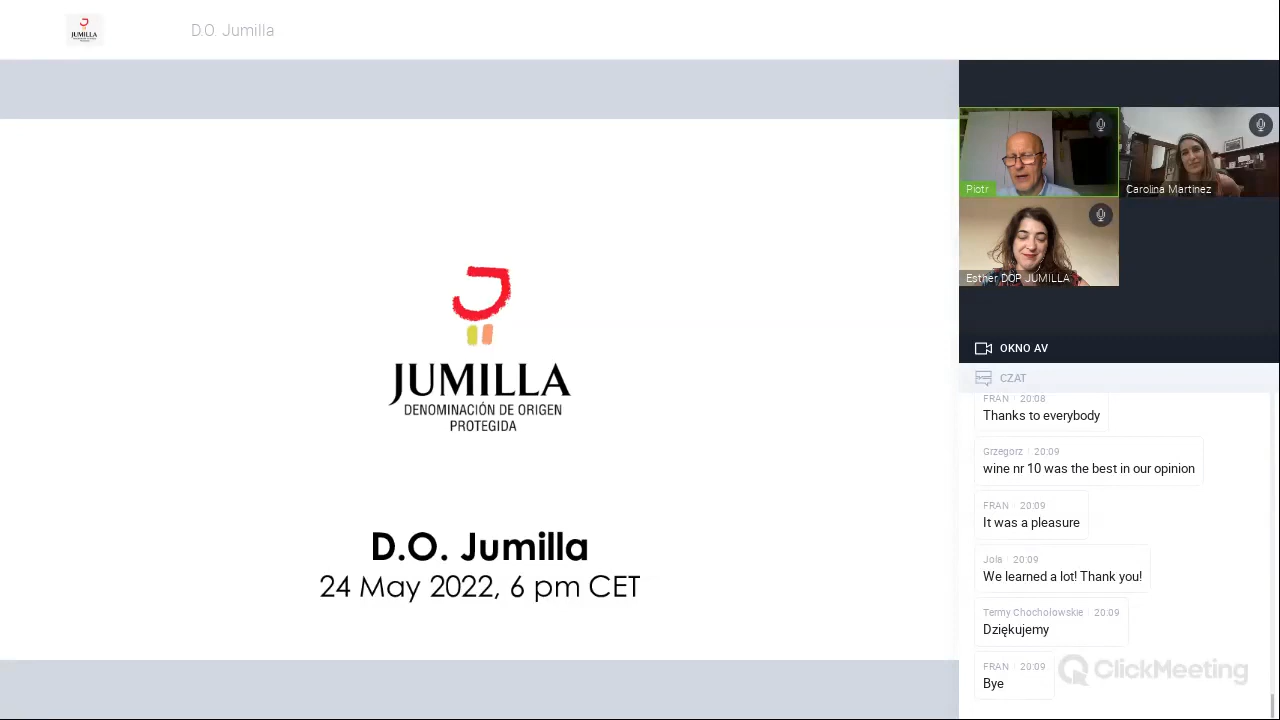 JUMILLA
D.O. Jumilla
JUMILLA
DENOMINACIÓN DE ORIGEN
PROTEGIDA
D.O. Jumilla
24 May 2022, 6 pm CET
Piotr
Carolina Martinez
Esther DOP JUMILLA
OKNO AV
CZAT
FRAN 20:08
Thanks to everybody
Grzegorz 20:09
wine nr 10 was the best in our opinion
FRAN 20:09
It was a pleasure
Jola 20:09
We learned a lot! Thank you!
Termy Chochołowskie 20:09
Dziękujemy
FRAN 20:09
Bye
ClickMeeting